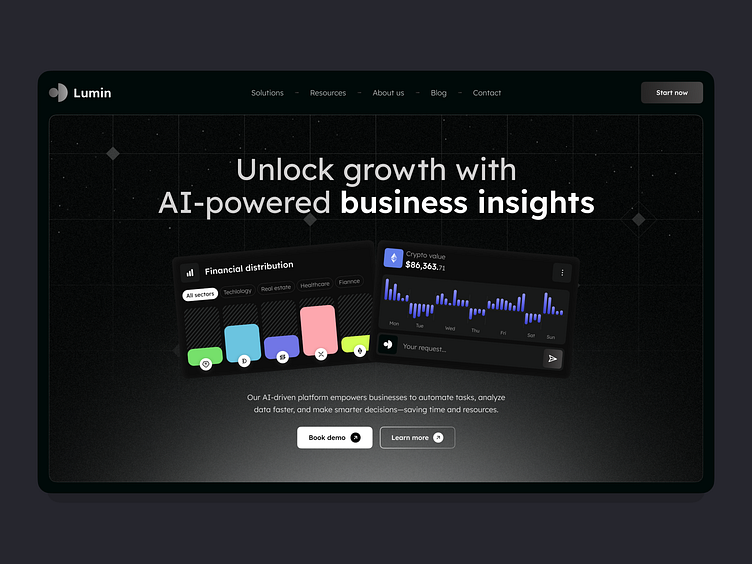 Lumin
Solutions – Resources – About us – Blog – Contact
Start now
Unlock growth with
AI-powered business insights
Financial distribution
All sectors Techlology Real estate Healthcare Fiannce
Crypto value
$86,363.71
Mon Tue Wed Thu Fri Sar Sun
Your request...
Our AI-driven platform empowers businesses to automate tasks, analyze
data faster, and make smarter decisions—saving time and resources.
Book demo
Learn more